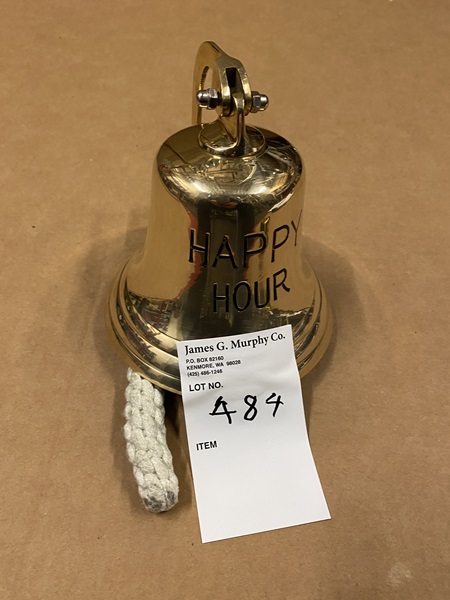 HAPPY
HOUR
James G. Murphy Co.
P.O. BOX 82160
KENMORE, WA 98028
(425) 486-1246
LOT NO.
484
ITEM